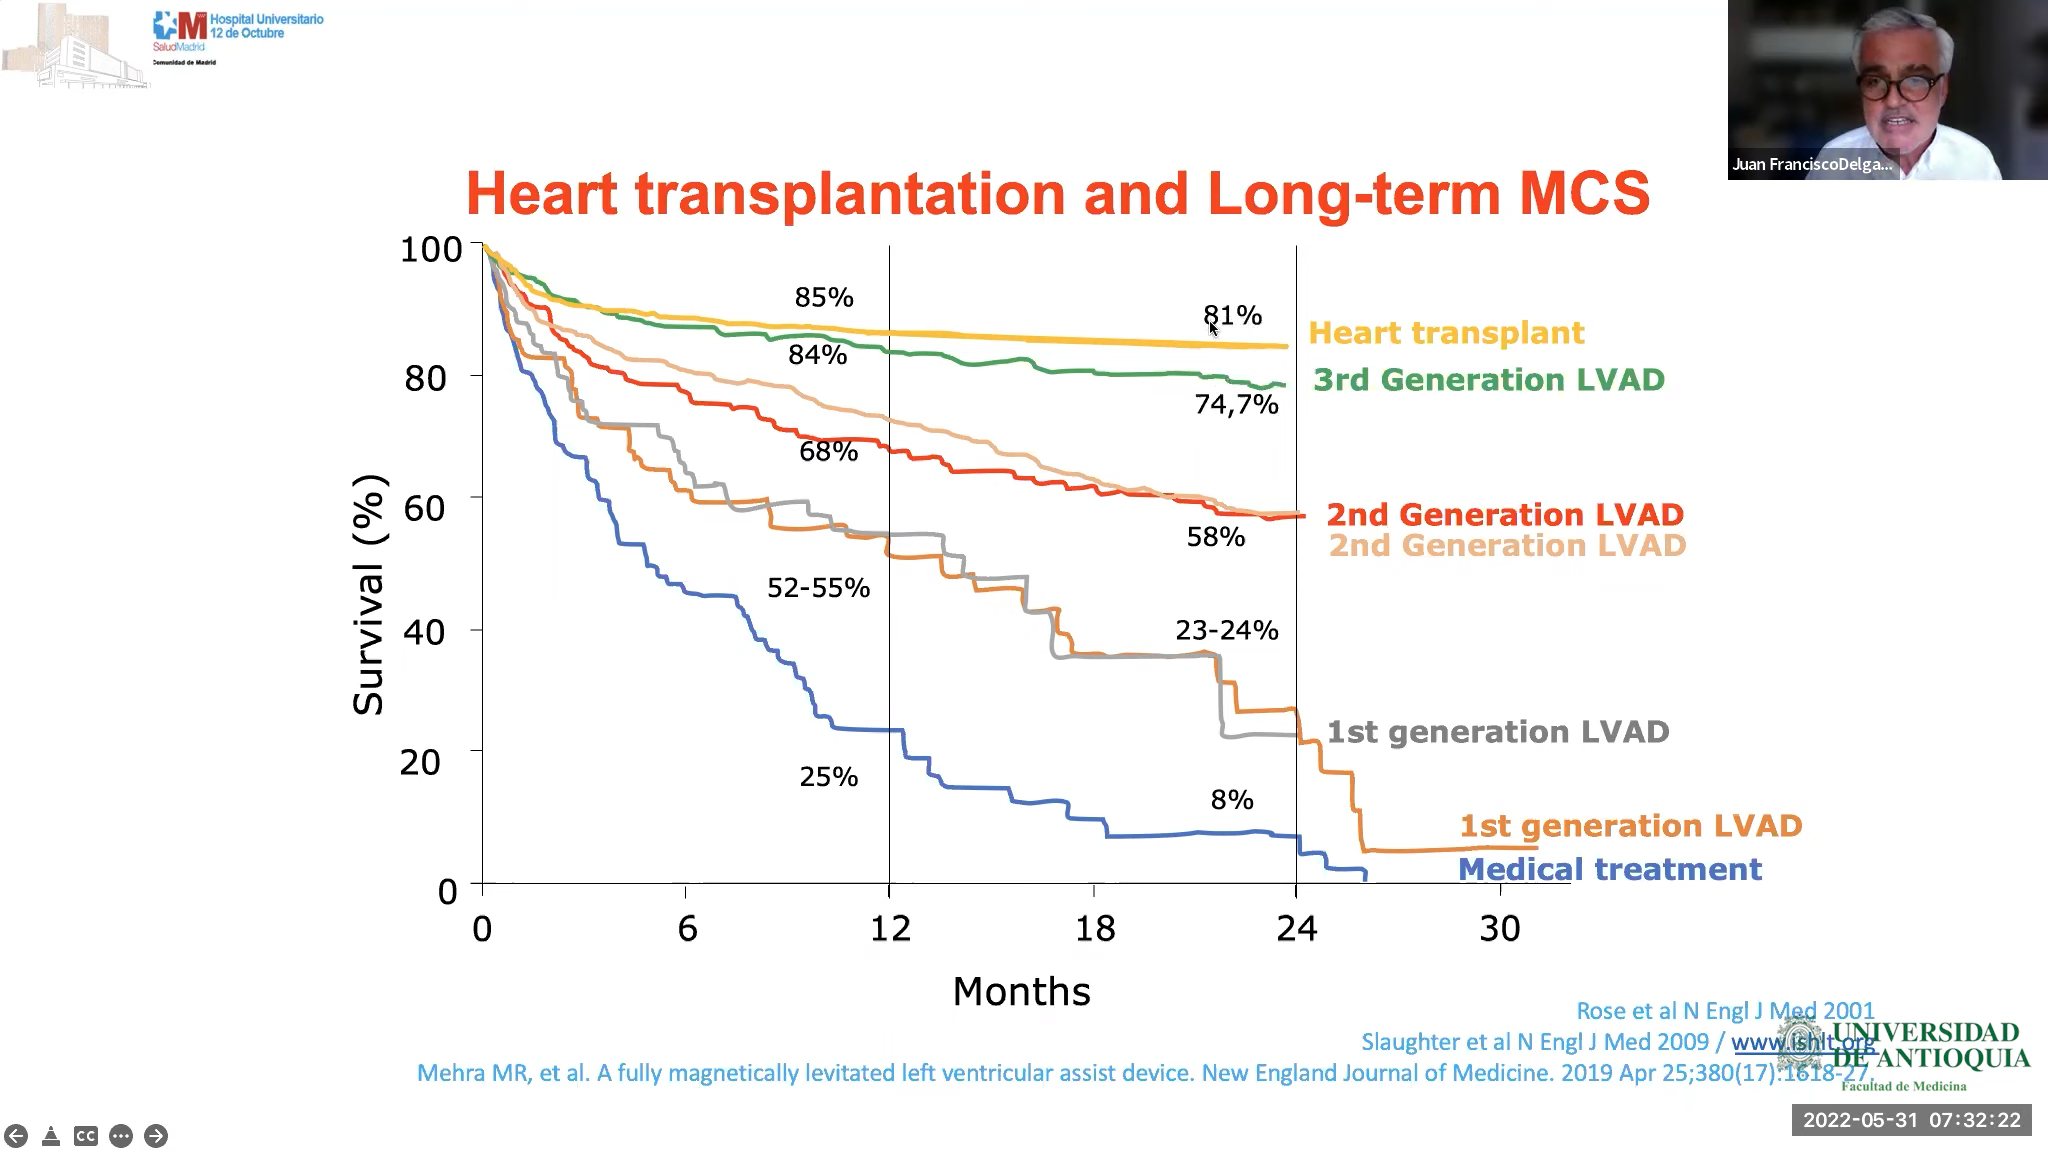 Hospital Universitario
12 de Octubre
SaludMadrid
Comunidad de Madrid
Juan FranciscoDelga...
Heart transplantation and Long-term MCS
Survival (%)
100
80
60
40
20
0
85%
84%
68%
52-55%
25%
81%
74,7%
58%
23-24%
8%
Heart transplant
3rd Generation LVAD
2nd Generation LVAD
2nd Generation LVAD
1st generation LVAD
1st generation LVAD
Medical treatment
0 6 12 18 24 30
Months
Rose et al N Engl J Med 2001
Slaughter et al N Engl J Med 2009 / www.ishlt.org
Mehra MR, et al. A fully magnetically levitated left ventricular assist device. New England Journal of Medicine. 2019 Apr 25;380(17):1618-27.
UNIVERSIDAD
DE ANTIOQUIA
Facultad de Medicina
CC
2022-05-31 07:32:22